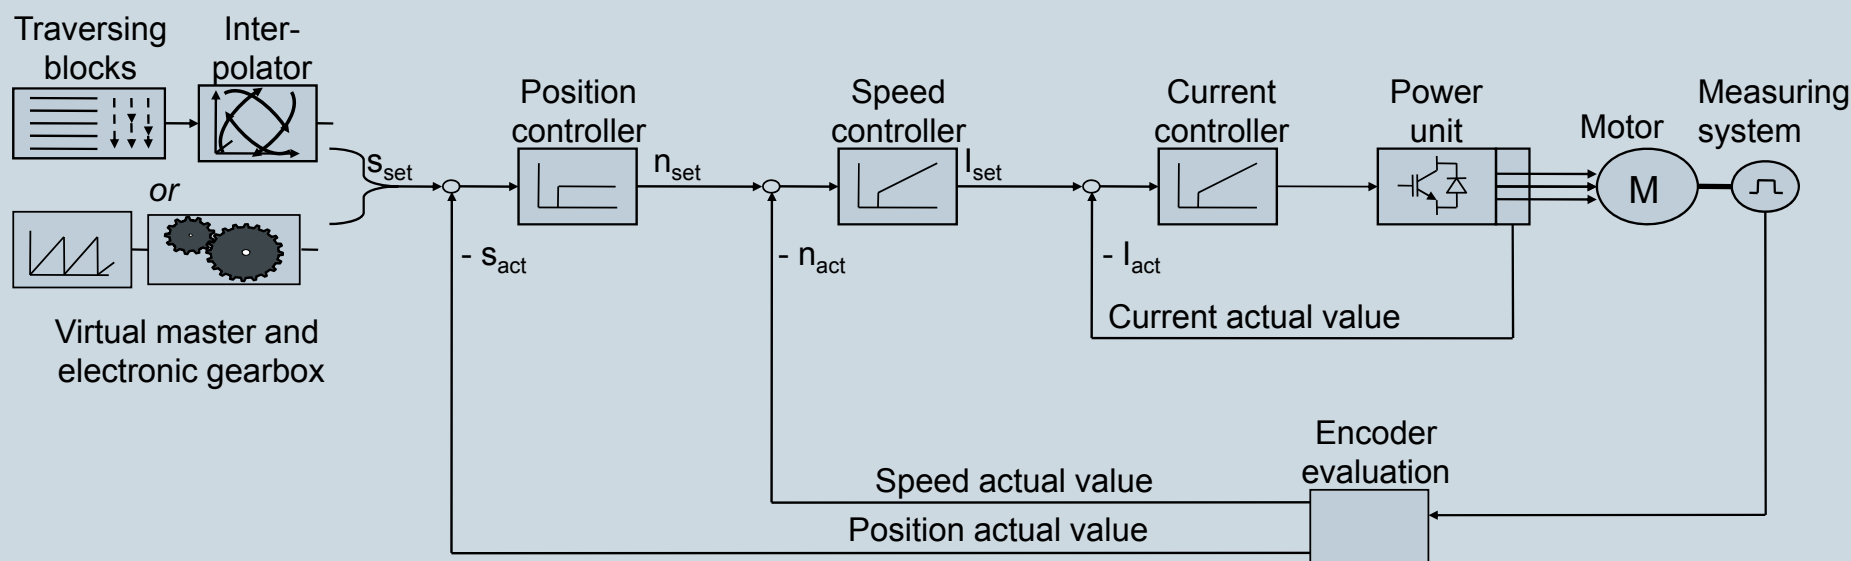 Traversing
blocks
Inter-
polator
or
Virtual master and
electronic gearbox
s_set
Position
controller
n_set
Speed
controller
I_set
Current
controller
Power
unit
Motor
M
Measuring
system
- s_act
- n_act
- I_act
Current actual value
Encoder
evaluation
Speed actual value
Position actual value